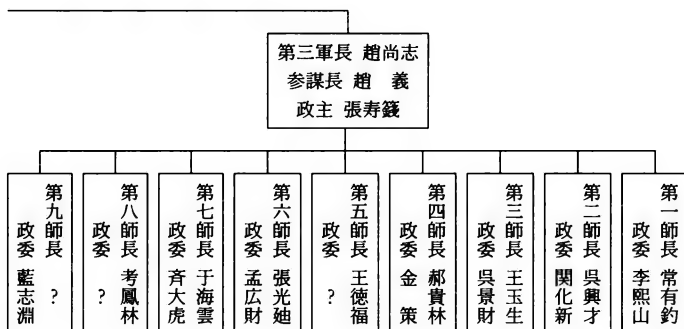 第三軍長 趙尚志
参謀長 趙 義
政主 張寿籛
第一師長 常有釣
政委 李熙山
第二師長 呉興才
政委 関化新
第三師長 王玉生
政委 呉景財
第四師長 郝貴林
政委 金 策
第五師長 王徳福
政委 ?
第六師長 張光廸
政委 孟広財
第七師長 于海雲
政委 斉大虎
第八師長 考鳳林
政委 ?
第九師長 ?
政委 藍志淵